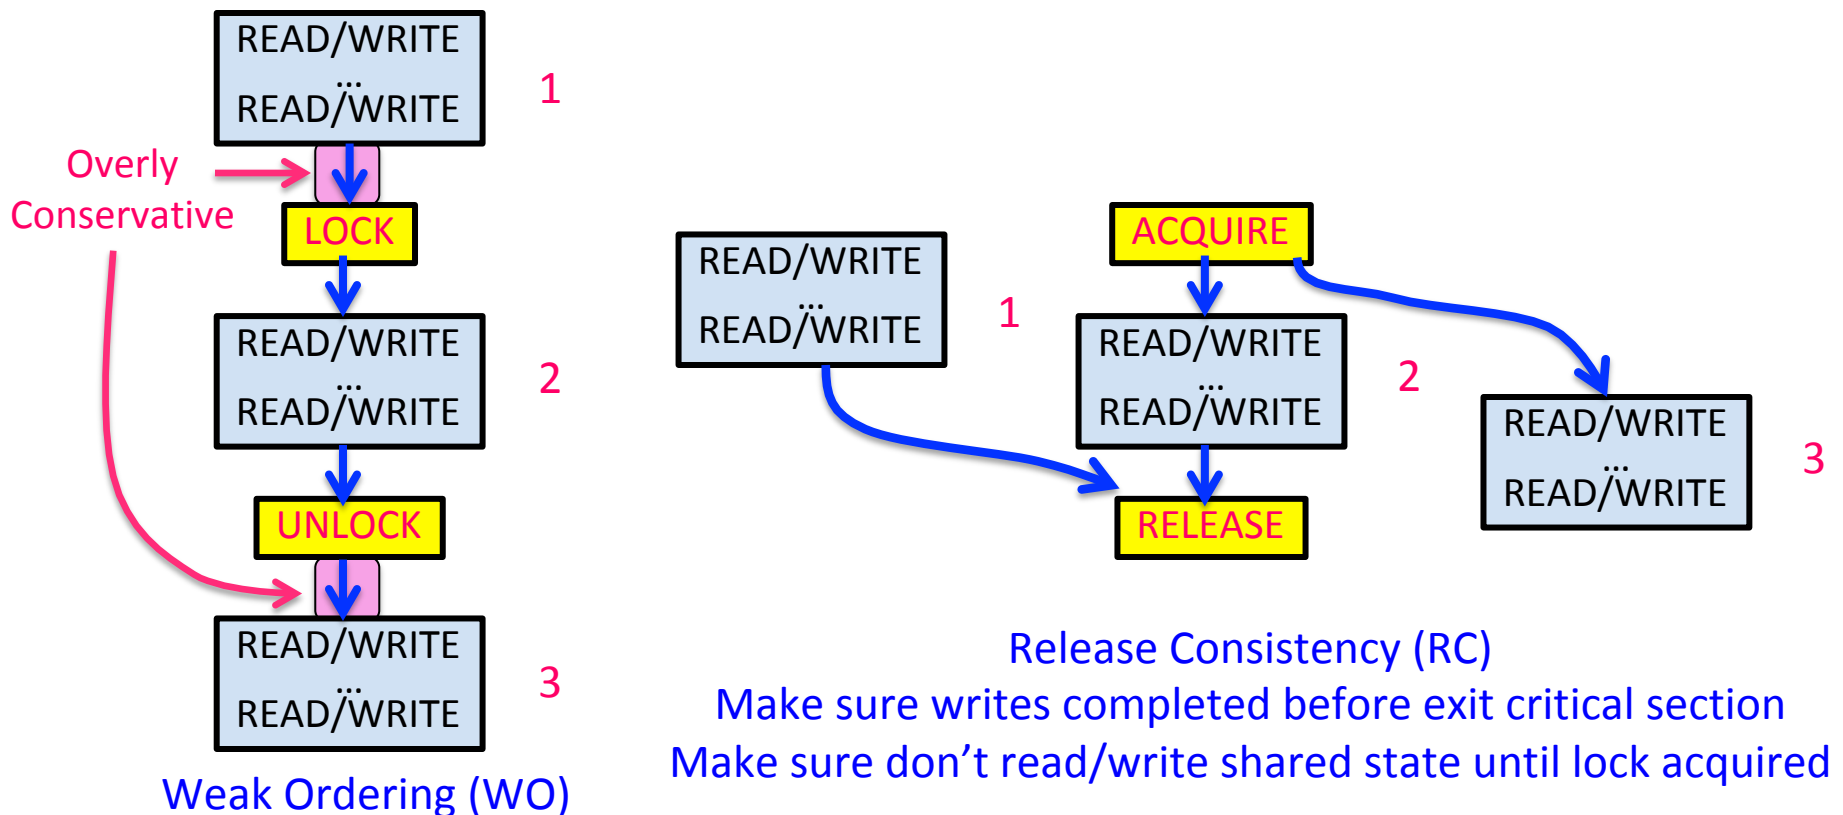 READ/WRITE
...
READ/WRITE
1
Overly
Conservative
LOCK
READ/WRITE
...
READ/WRITE
2
UNLOCK
READ/WRITE
...
READ/WRITE
3
Weak Ordering (WO)
READ/WRITE
...
READ/WRITE
1
ACQUIRE
READ/WRITE
...
READ/WRITE
2
RELEASE
READ/WRITE
...
READ/WRITE
3
Release Consistency (RC)
Make sure writes completed before exit critical section
Make sure don’t read/write shared state until lock acquired